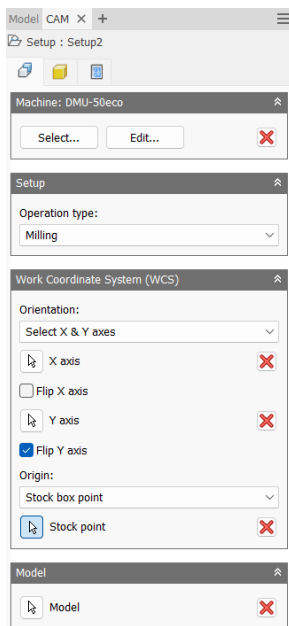 Model CAM × +
Setup : Setup2
Machine: DMU-50eco
Select... Edit...
Setup
Operation type:
Milling
Work Coordinate System (WCS)
Orientation:
Select X & Y axes
X axis
Flip X axis
Y axis
Flip Y axis
Origin:
Stock box point
Stock point
Model
Model